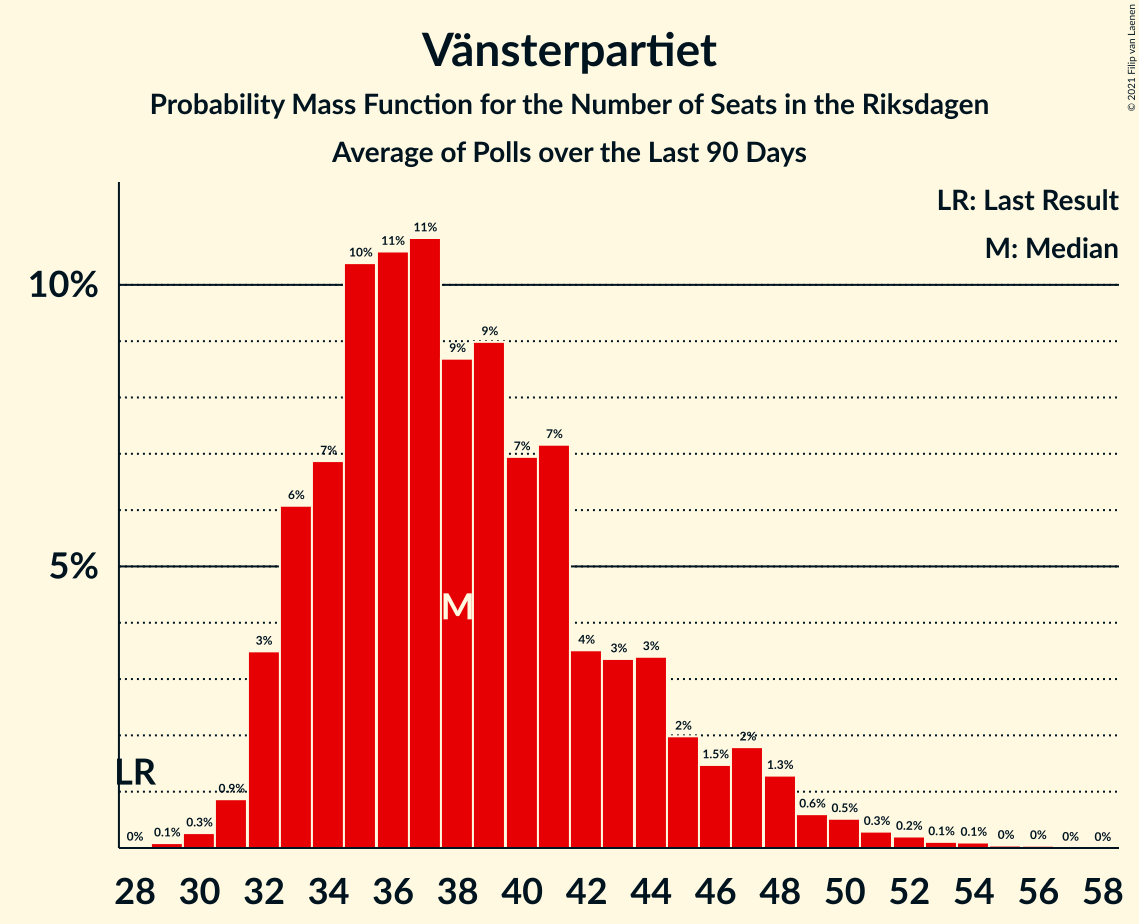 Vänsterpartiet
Probability Mass Function for the Number of Seats in the Riksdagen
Average of Polls over the Last 90 Days
© 2021 Filip van Laenen
LR: Last Result
M: Median
10%
5%
0% 0.1% 0.3% 0.9% 3% 6% 7% 10% 11% 11% 9% 9% 7% 7% 4% 3% 3% 2% 1.5% 2% 1.3% 0.6% 0.5% 0.3% 0.2% 0.1% 0.1% 0% 0% 0% 0%
M
LR
28 30 32 34 36 38 40 42 44 46 48 50 52 54 56 58